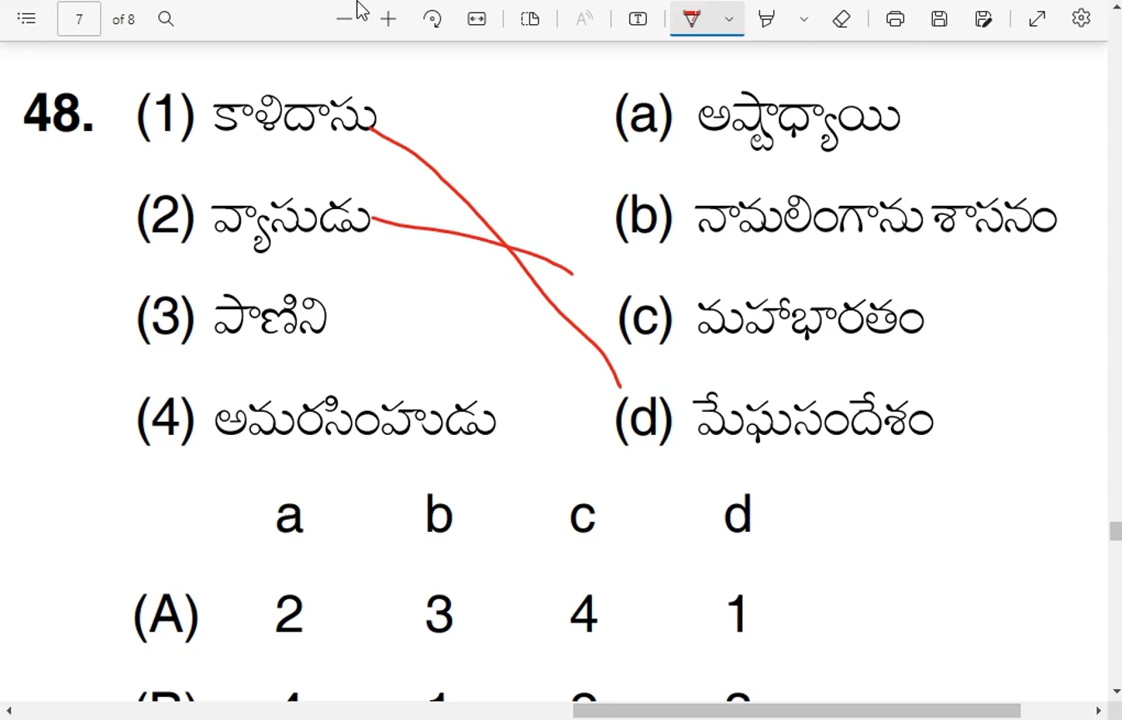 7 of 8
48. (1) కాళిదాసు (a) అష్టాధ్యాయి
(2) వ్యాసుడు (b) నామలింగాను శాసనం
(3) పాణిని (c) మహాభారతం
(4) అమరసింహుడు (d) మేఘసందేశం
a b c d
(A) 2 3 4 1